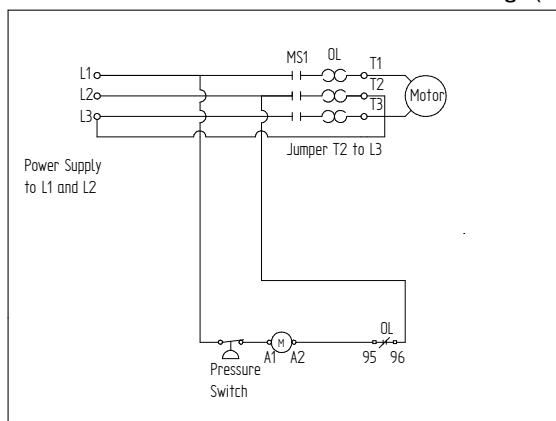 MS1 OL
L1 T1
L2 T2
L3 T3
Motor
Jumper T2 to L3
Power Supply
to L1 and L2
OL
M
A1 A2 95 96
Pressure
Switch